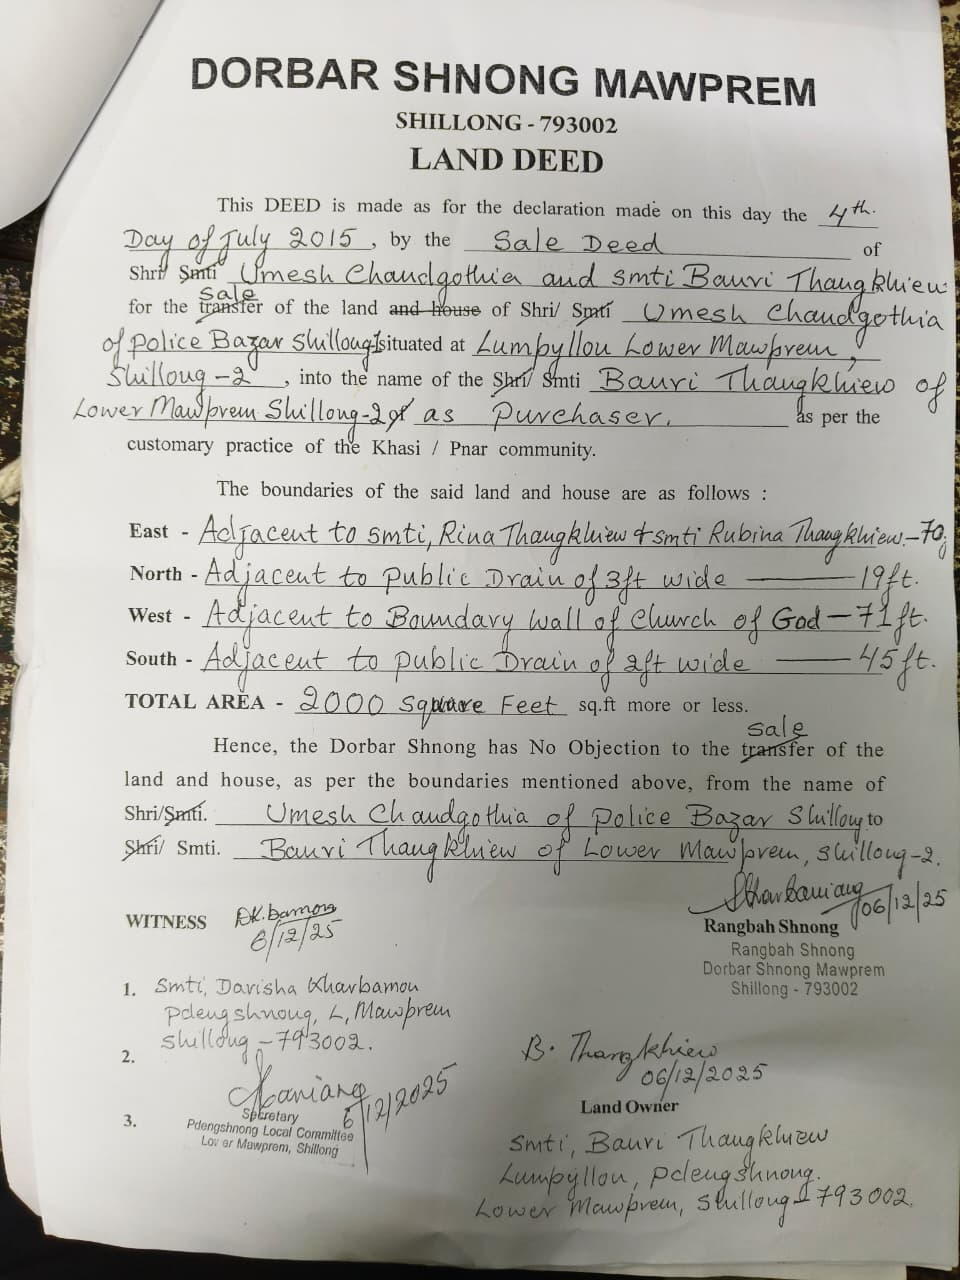 DORBAR SHNONG MAWPREM
SHILLONG - 793002
LAND DEED
This DEED is made as for the declaration made on this day the 4th.
Day of July 2015, by the Sale Deed of
Shri/ Smti Umesh Chandgothia and smti Bauri Thangkhiew
Sale
for the transfer of the land and house of Shri/ Smti Umesh Chandgothia
of Police Bazar Shillong-1 situated at Lumpyllou Lower Mawprem,
Shillong-2, into the name of the Shri/ Smti Bauri Thangkhiew of
Lower Mawprem Shillong-2 as Purchaser. as per the
customary practice of the Khasi / Pnar community.
The boundaries of the said land and house are as follows :
East - Adjacent to smti, Rina Thangkhiew & smti Rubina Thangkhiew - 70
North - Adjacent to public Drain of 3ft wide — 19ft.
West - Adjacent to Boundary wall of Church of God - 71ft.
South - Adjacent to public Drain of 2ft wide — 45ft.
TOTAL AREA - 2000 Square Feet sq.ft more or less.
sale
Hence, the Dorbar Shnong has No Objection to the transfer of the
land and house, as per the boundaries mentioned above, from the name of
Shri/Smti. Umesh Chandgothia of Police Bazar Shillong to
Shri/ Smti. Bauri Thangkhiew of Lower Mawprem, Shillong-2.
06/12/25
WITNESS DK.bamon
6/12/25
Rangbah Shnong
Rangbah Shnong
Dorbar Shnong Mawprem
Shillong - 793002
1. Smti, Darisha Kharbamon
Pdengshnong, L, Mawprem
Shillong - 793002.
2.
6/12/2025
Secretary
3. Pdengshnong Local Committee
Lower Mawprem, Shillong
B. Thangkhiew
06/12/2025
Land Owner
Smti, Bauri Thangkhiew
Lumpyllou, Pdengshnong.
Lower Mawprem, Shillong - 793002.